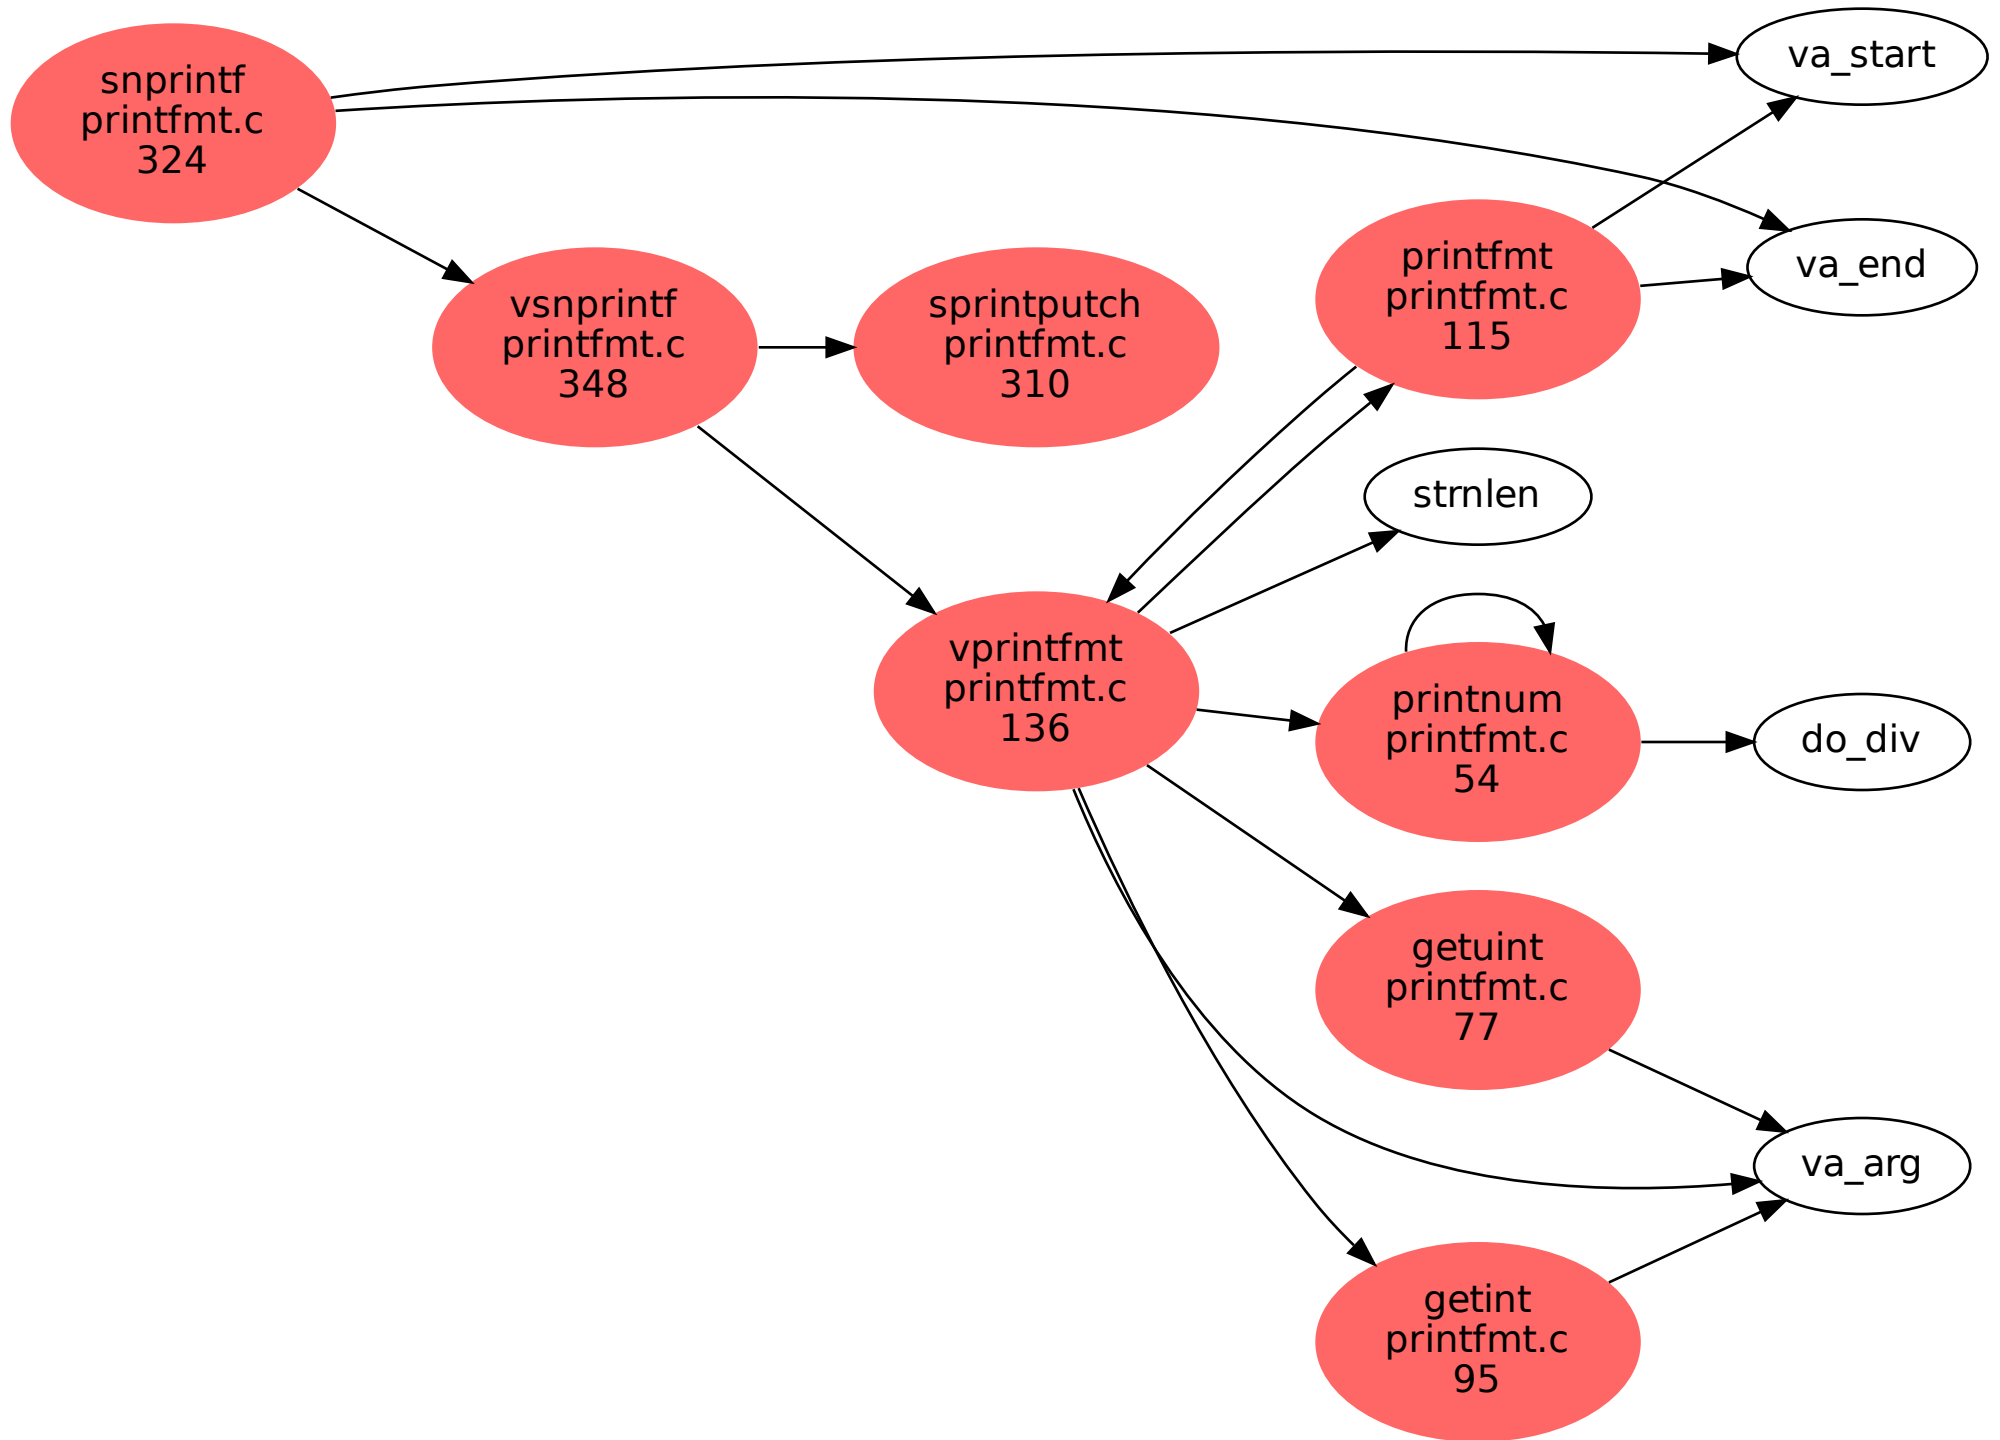 snprintf
printfmt.c
324
va_start
va_end
printfmt
printfmt.c
115
vsnprintf
printfmt.c
348
sprintputch
printfmt.c
310
strnlen
vprintfmt
printfmt.c
136
printnum
printfmt.c
54
do_div
getuint
printfmt.c
77
va_arg
getint
printfmt.c
95